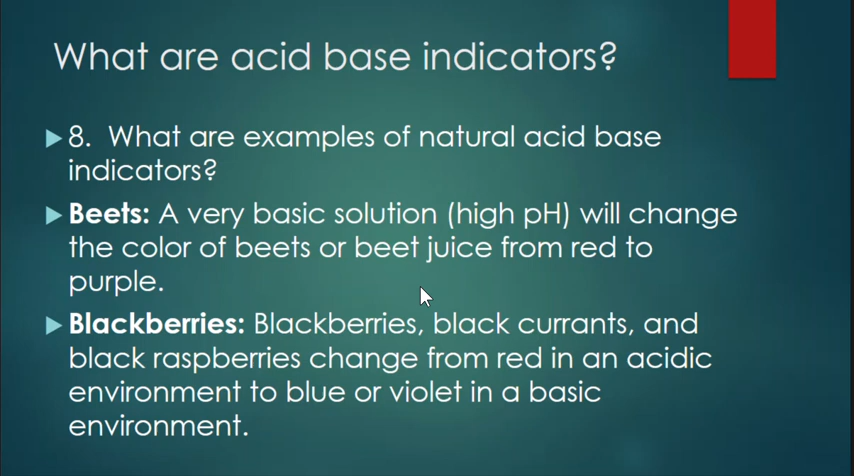 What are acid base indicators?
8. What are examples of natural acid base
indicators?
Beets: A very basic solution (high pH) will change
the color of beets or beet juice from red to
purple.
Blackberries: Blackberries, black currants, and
black raspberries change from red in an acidic
environment to blue or violet in a basic
environment.